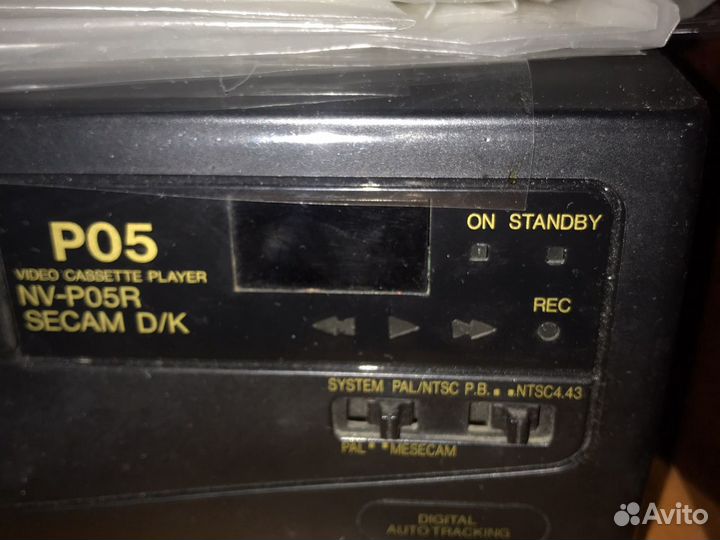 P05
VIDEO CASSETTE PLAYER
NV-P05R
SECAM D/K
ON STANDBY
REC
SYSTEM PAL/NTSC P.B. NTSC4.43
PAL MESECAM
DIGITAL
AUTO TRACKING
Avito